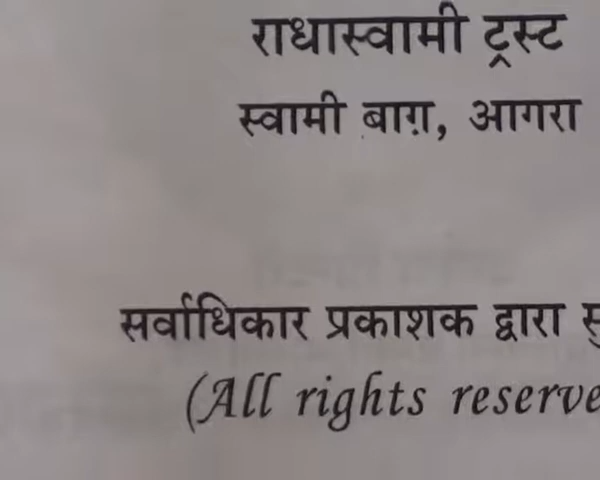 राधास्वामी ट्रस्ट
स्वामी बाग़, आगरा
सर्वाधिकार प्रकाशक द्वारा
(All rights